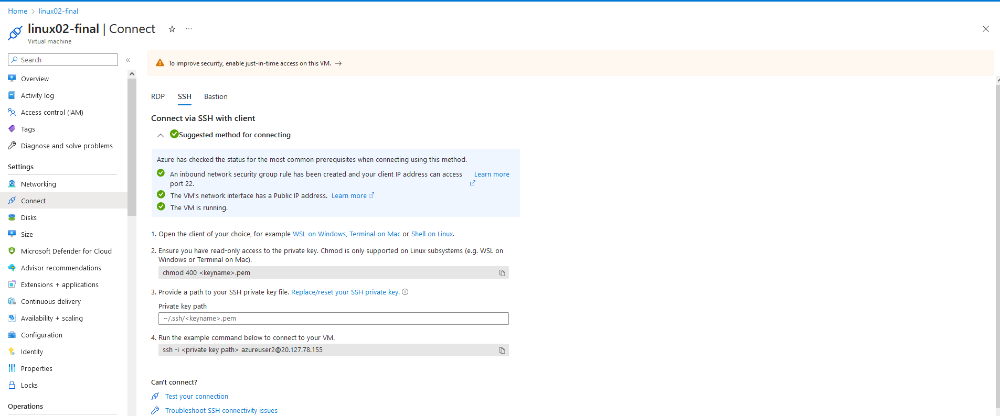 Home > linux02-final
linux02-final | Connect
Virtual machine
Search
Overview
Activity log
Access control (IAM)
Tags
Diagnose and solve problems
Settings
Networking
Connect
Disks
Size
Microsoft Defender for Cloud
Advisor recommendations
Extensions + applications
Continuous delivery
Availability + scaling
Configuration
Identity
Properties
Locks
Operations
To improve security, enable just-in-time access on this VM. →
RDP SSH Bastion
Connect via SSH with client
Suggested method for connecting
Azure has checked the status for the most common prerequisites when connecting using this method.
An inbound network security group rule has been created and your client IP address can access Learn more
port 22.
The VM's network interface has a Public IP address. Learn more
The VM is running.
1. Open the client of your choice, for example WSL on Windows, Terminal on Mac or Shell on Linux.
2. Ensure you have read-only access to the private key. Chmod is only supported on Linux subsystems (e.g. WSL on
Windows or Terminal on Mac).
chmod 400 <keyname>.pem
3. Provide a path to your SSH private key file. Replace/reset your SSH private key.
Private key path
~/.ssh/<keyname>.pem
4. Run the example command below to connect to your VM.
ssh -i <private key path> azureuser2@20.127.78.155
Can't connect?
Test your connection
Troubleshoot SSH connectivity issues